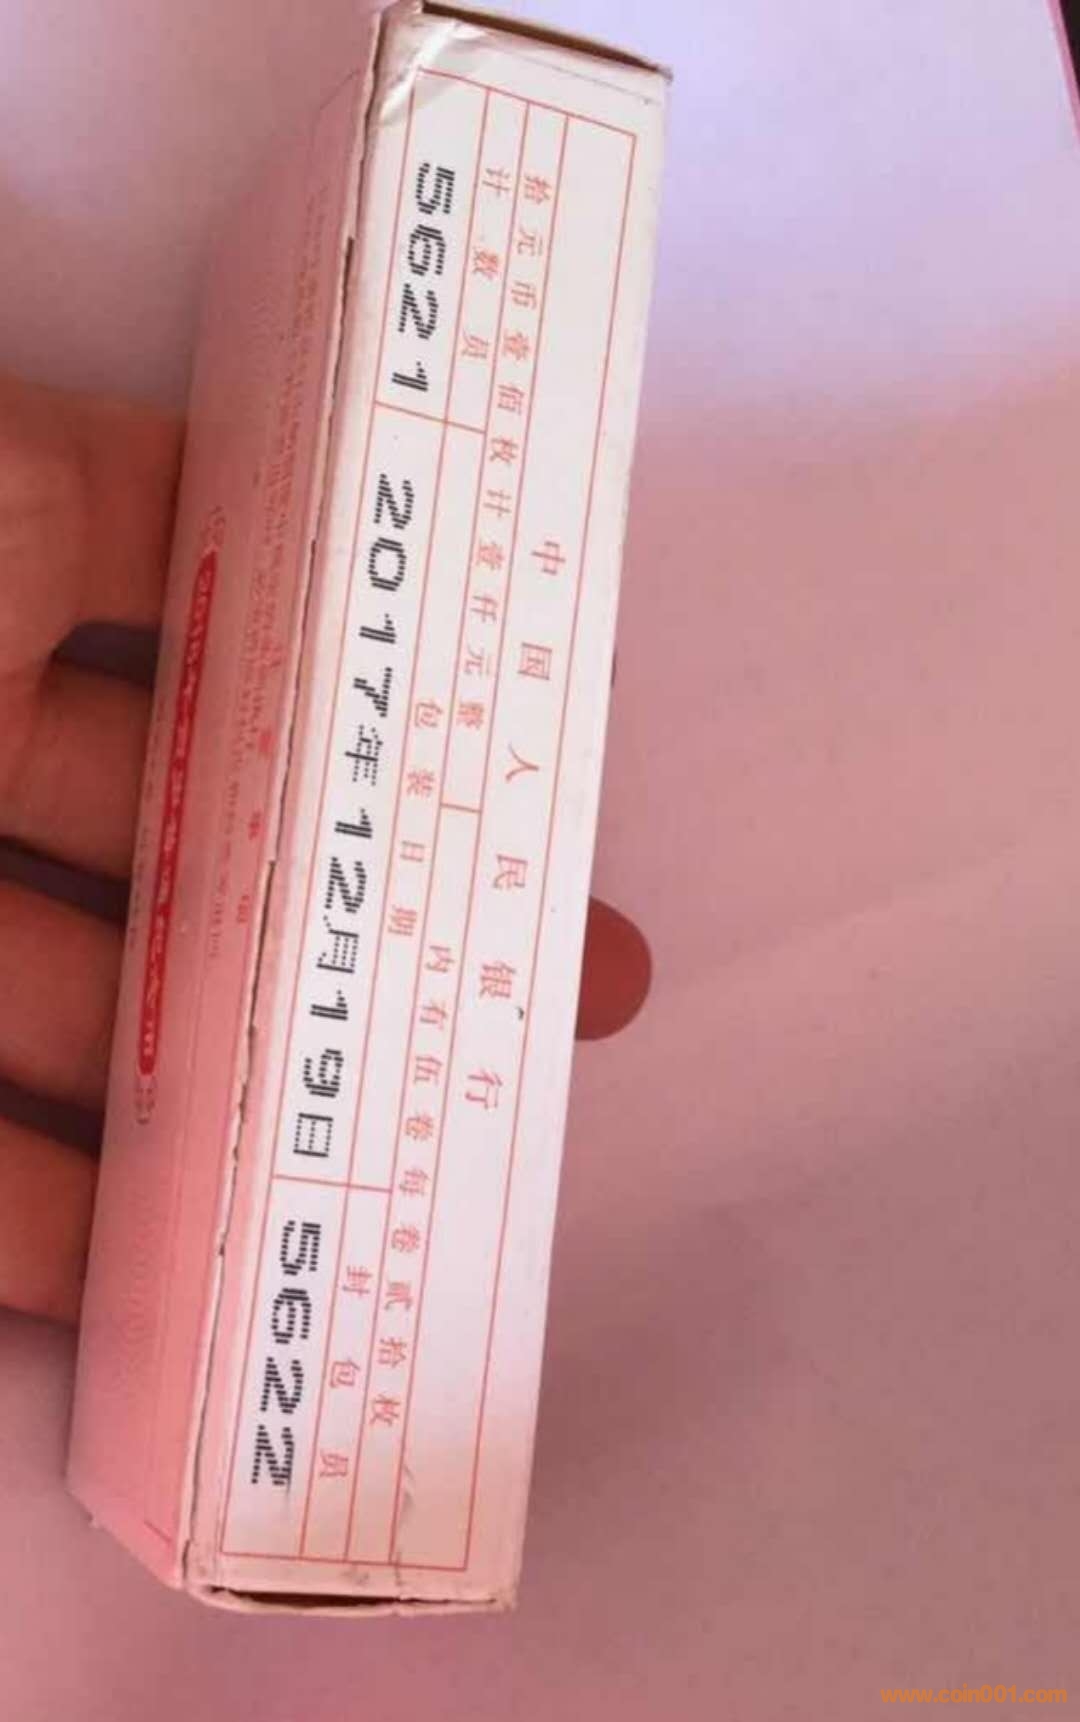 中国人民银行
拾元币壹佰枚计壹仟元整
内有伍卷每卷贰拾枚
计数员
包装日期
封包员
5621
2017年12月19日
5622
www.coin001.com